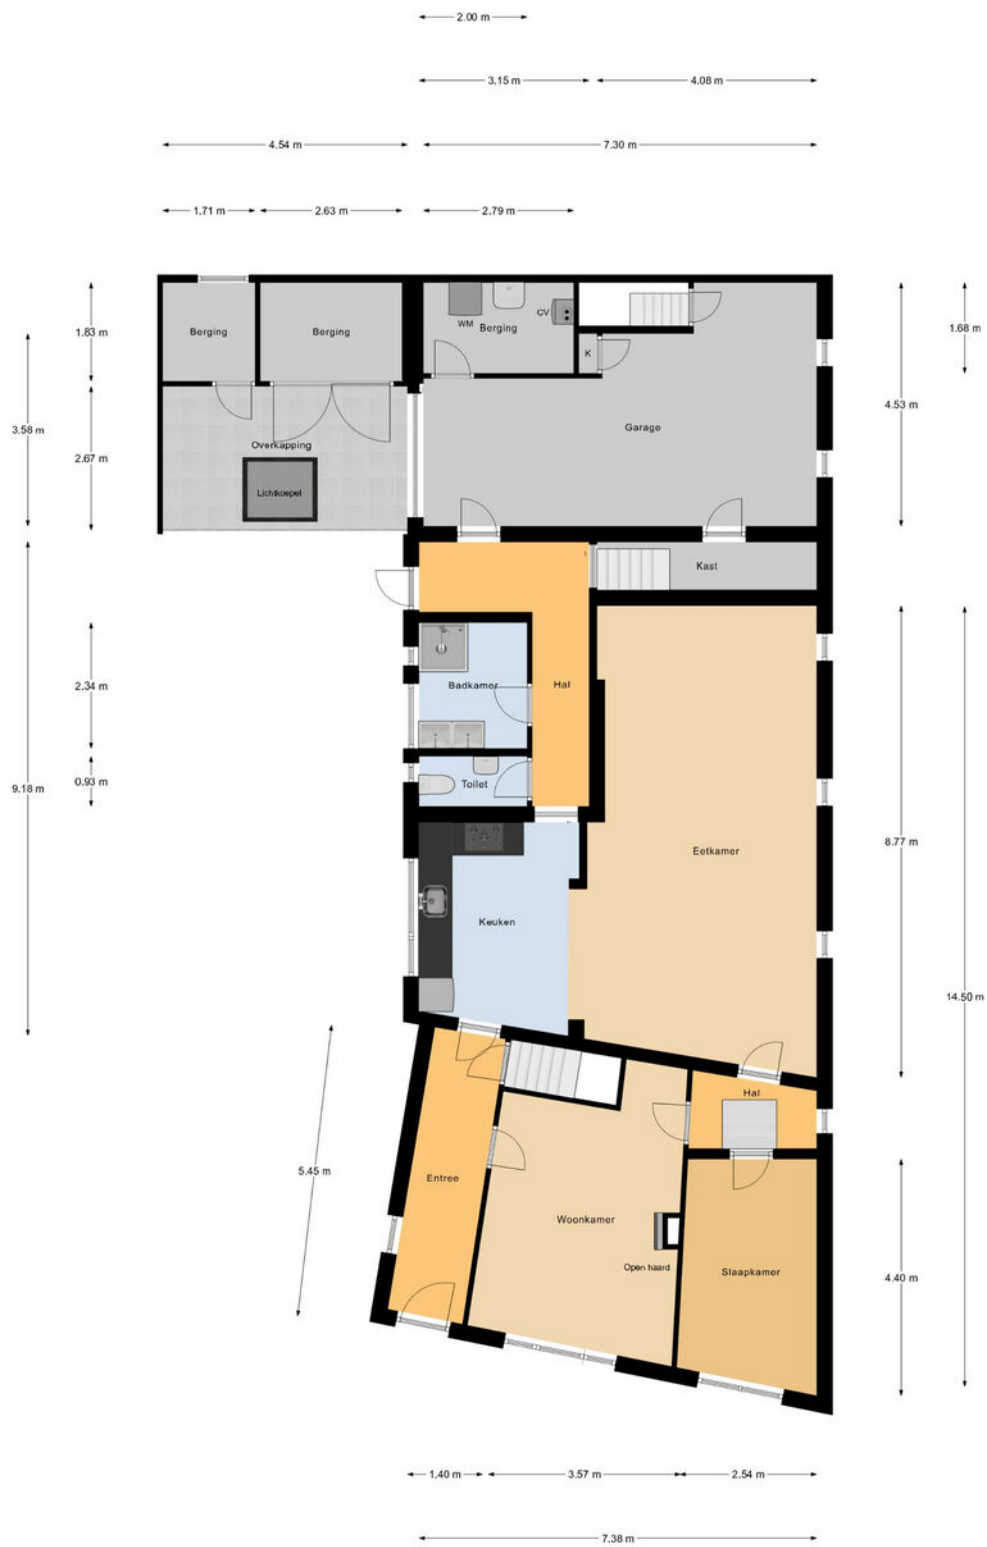 2.00 m
3.15 m
4.08 m
4.54 m
7.30 m
1.71 m
2.63 m
2.79 m
WM
CV
Berging
Berging
Berging
K
1.83 m
1.68 m
3.58 m
2.67 m
4.53 m
Garage
Overkapping
Lichtkoepel
Kast
Hal
Badkamer
2.34 m
Toilet
0.93 m
9.18 m
Eetkamer
8.77 m
Keuken
14.50 m
Hal
Entree
5.45 m
Woonkamer
Open haard
Slaapkamer
4.40 m
1.40 m
3.57 m
2.54 m
7.38 m